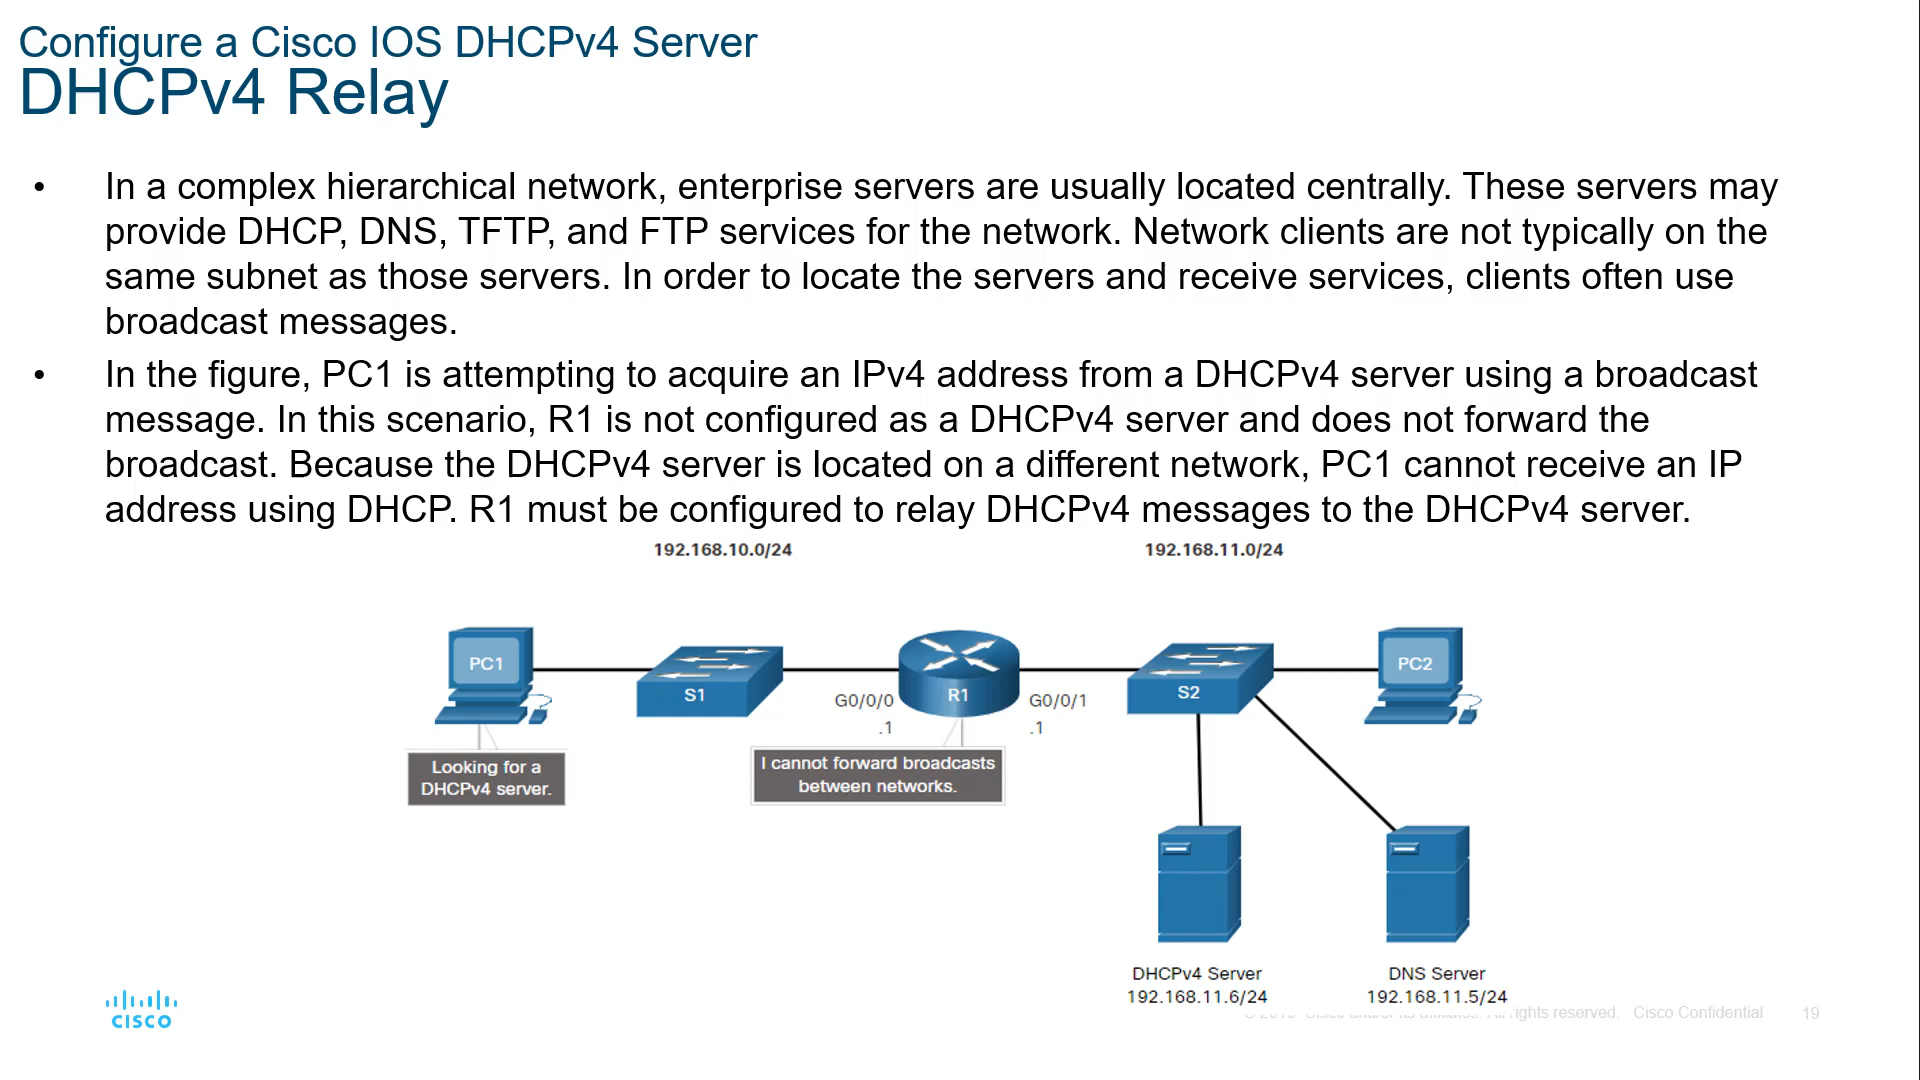 Configure a Cisco IOS DHCPv4 Server
DHCPv4 Relay
• In a complex hierarchical network, enterprise servers are usually located centrally. These servers may
provide DHCP, DNS, TFTP, and FTP services for the network. Network clients are not typically on the
same subnet as those servers. In order to locate the servers and receive services, clients often use
broadcast messages.
• In the figure, PC1 is attempting to acquire an IPv4 address from a DHCPv4 server using a broadcast
message. In this scenario, R1 is not configured as a DHCPv4 server and does not forward the
broadcast. Because the DHCPv4 server is located on a different network, PC1 cannot receive an IP
address using DHCP. R1 must be configured to relay DHCPv4 messages to the DHCPv4 server.
192.168.10.0/24 192.168.11.0/24
PC1 S1 R1 S2 PC2
G0/0/0 G0/0/1
.1 .1
Looking for a
DHCPv4 server.
I cannot forward broadcasts
between networks.
DHCPv4 Server
192.168.11.6/24
DNS Server
192.168.11.5/24
CISCO
rights reserved. Cisco Confidential 19